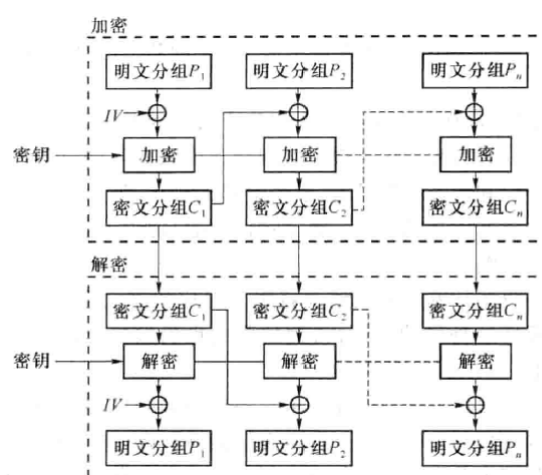 加密
明文分组P₁ 明文分组P₂ 明文分组Pₙ
IV
密钥 加密 加密 加密
密文分组C₁ 密文分组C₂ 密文分组Cₙ
解密
密文分组C₁ 密文分组C₂ 密文分组Cₙ
密钥 解密 解密 解密
IV
明文分组P₁ 明文分组P₂ 明文分组Pₙ